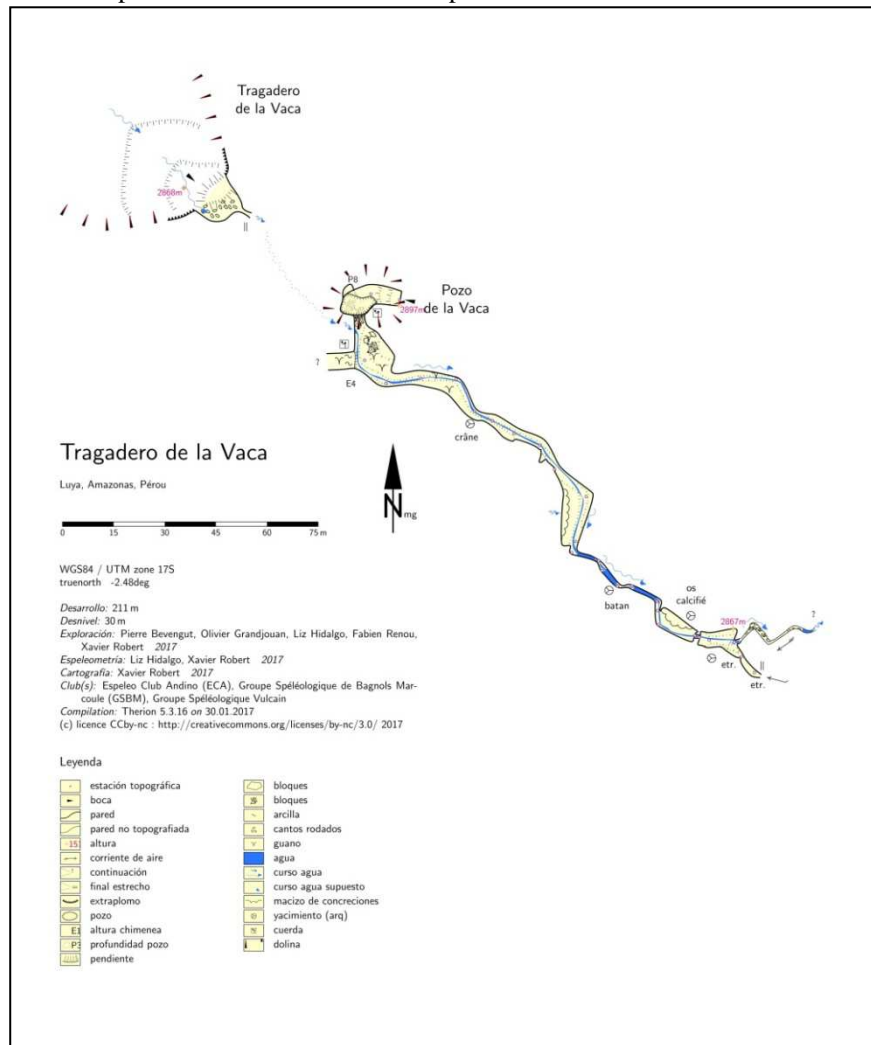 Tragadero
de la Vaca
2868m
||
P8
Pozo
de la Vaca
2897m
?
E4
crâne
Tragadero de la Vaca
Luya, Amazonas, Pérou
N mg
0 15 30 45 60 75 m
WGS84 / UTM zone 17S
truenorth -2.48deg
batan
os
calcifié
2867m
?
etr.
||
etr.
Desarrollo: 211 m
Desnivel: 30 m
Exploración: Pierre Bevengut, Olivier Grandjouan, Liz Hidalgo, Fabien Renou,
Xavier Robert 2017
Espeleometría: Liz Hidalgo, Xavier Robert 2017
Cartografía: Xavier Robert 2017
Club(s): Espeleo Club Andino (ECA), Groupe Spéléologique de Bagnols Mar-
coule (GSBM), Groupe Spéléologique Vulcain
Compilation: Therion 5.3.16 on 30.01.2017
(c) licence CCby-nc : http://creativecommons.org/licenses/by-nc/3.0/ 2017
Leyenda
estación topográfica
boca
pared
pared no topografiada
15 altura
corriente de aire
continuación
final estrecho
extraplomo
pozo
E1 altura chimenea
P3 profundidad pozo
pendiente
bloques
bloques
arcilla
cantos rodados
guano
agua
curso agua
curso agua supuesto
macizo de concreciones
yacimiento (arq)
cuerda
dolina